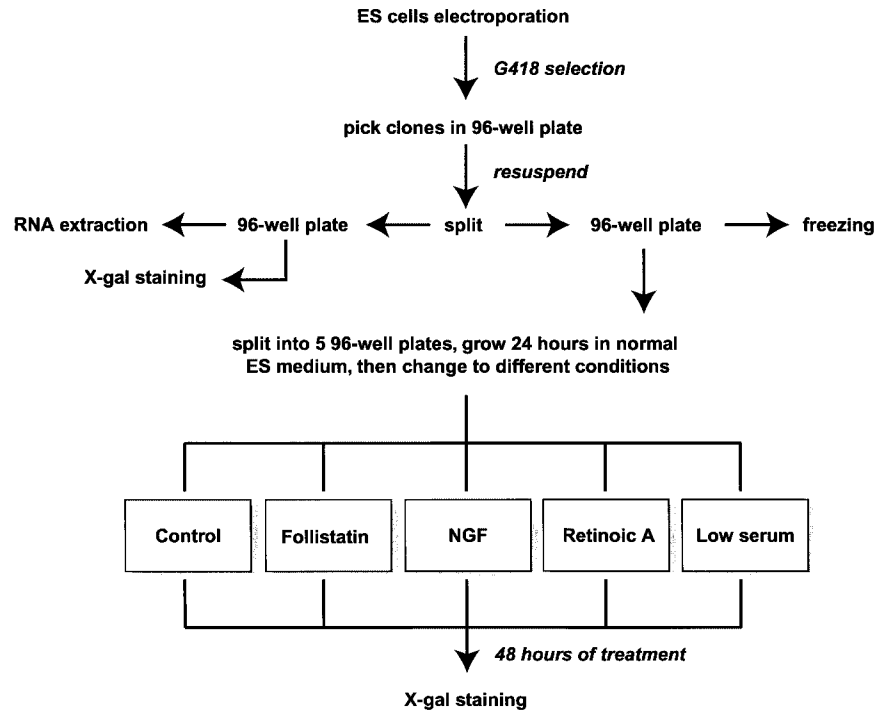 ES cells electroporation
G418 selection
pick clones in 96-well plate
resuspend
RNA extraction
96-well plate
split
96-well plate
freezing
X-gal staining
split into 5 96-well plates, grow 24 hours in normal
ES medium, then change to different conditions
Control
Follistatin
NGF
Retinoic A
Low serum
48 hours of treatment
X-gal staining